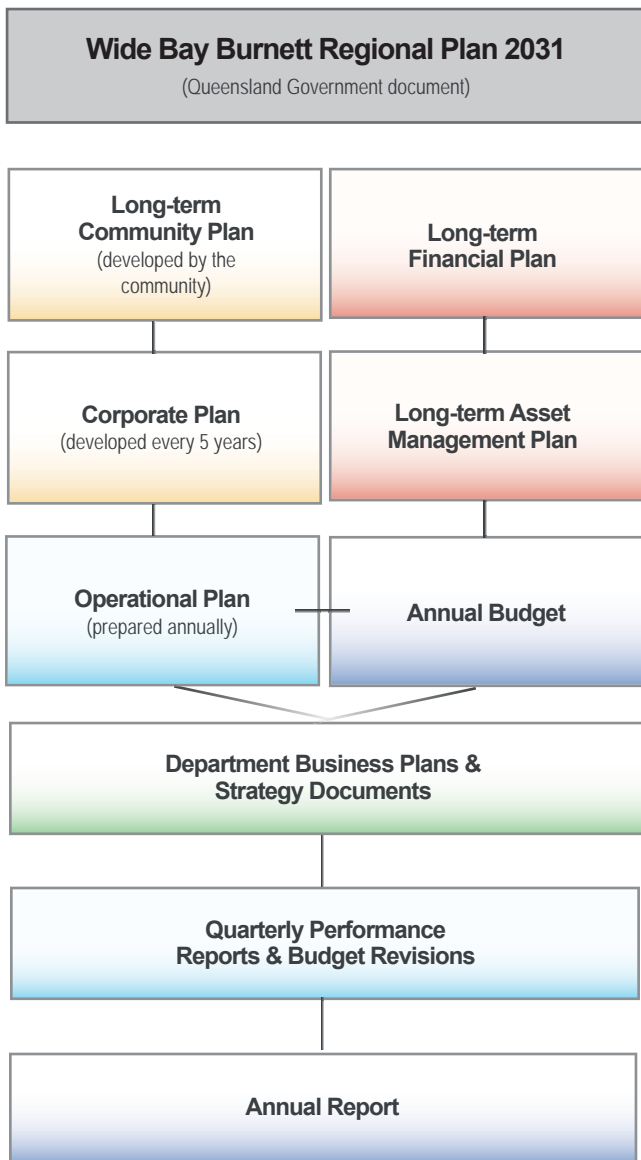 Wide Bay Burnett Regional Plan 2031
(Queensland Government document)
Long-term
Community Plan
(developed by the
community)
Long-term
Financial Plan
Corporate Plan
(developed every 5 years)
Long-term Asset
Management Plan
Operational Plan
(prepared annually)
Annual Budget
Department Business Plans &
Strategy Documents
Quarterly Performance
Reports & Budget Revisions
Annual Report